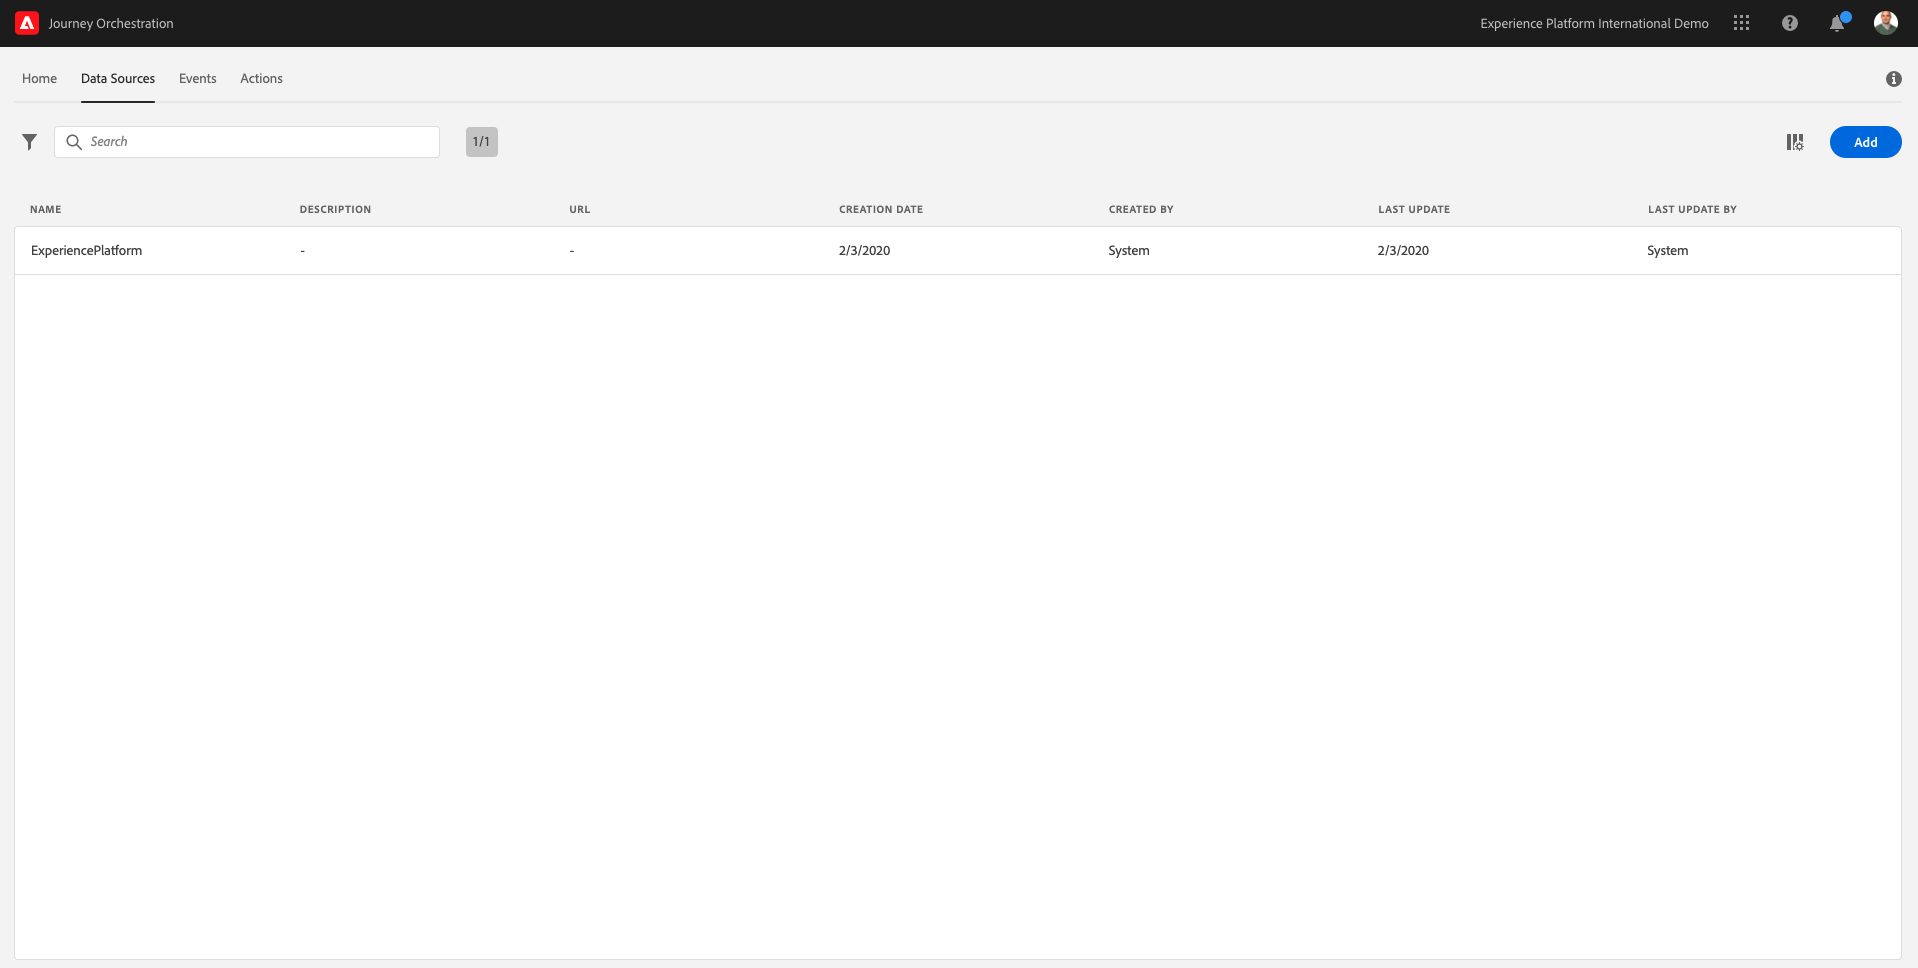 Journey Orchestration
Experience Platform International Demo
Home Data Sources Events Actions
Search
1/1
Add
NAME DESCRIPTION URL CREATION DATE CREATED BY LAST UPDATE LAST UPDATE BY
ExperiencePlatform - - 2/3/2020 System 2/3/2020 System